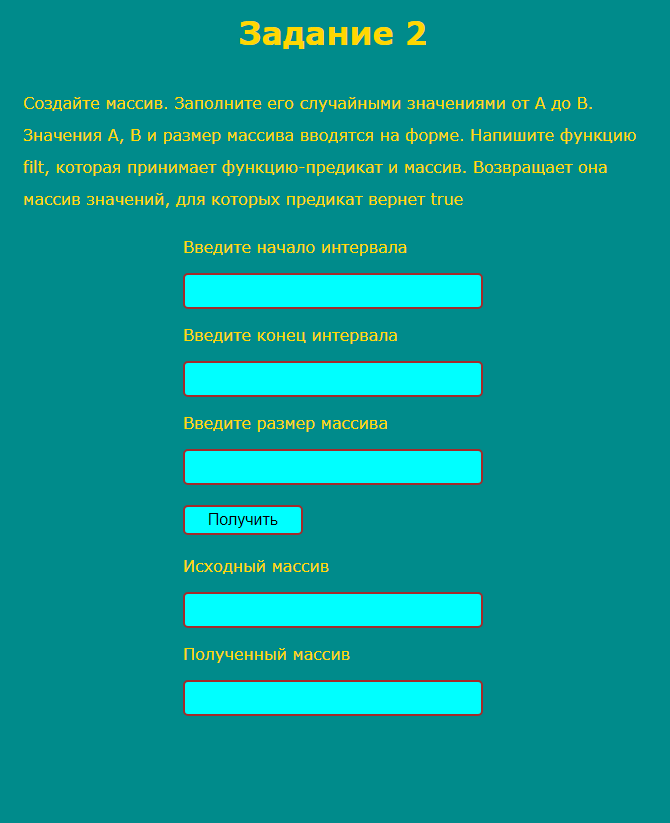 Задание 2
Создайте массив. Заполните его случайными значениями от А до В.
Значения А, В и размер массива вводятся на форме. Напишите функцию
filt, которая принимает функцию-предикат и массив. Возвращает она
массив значений, для которых предикат вернет true
Введите начало интервала
Введите конец интервала
Введите размер массива
Получить
Исходный массив
Полученный массив